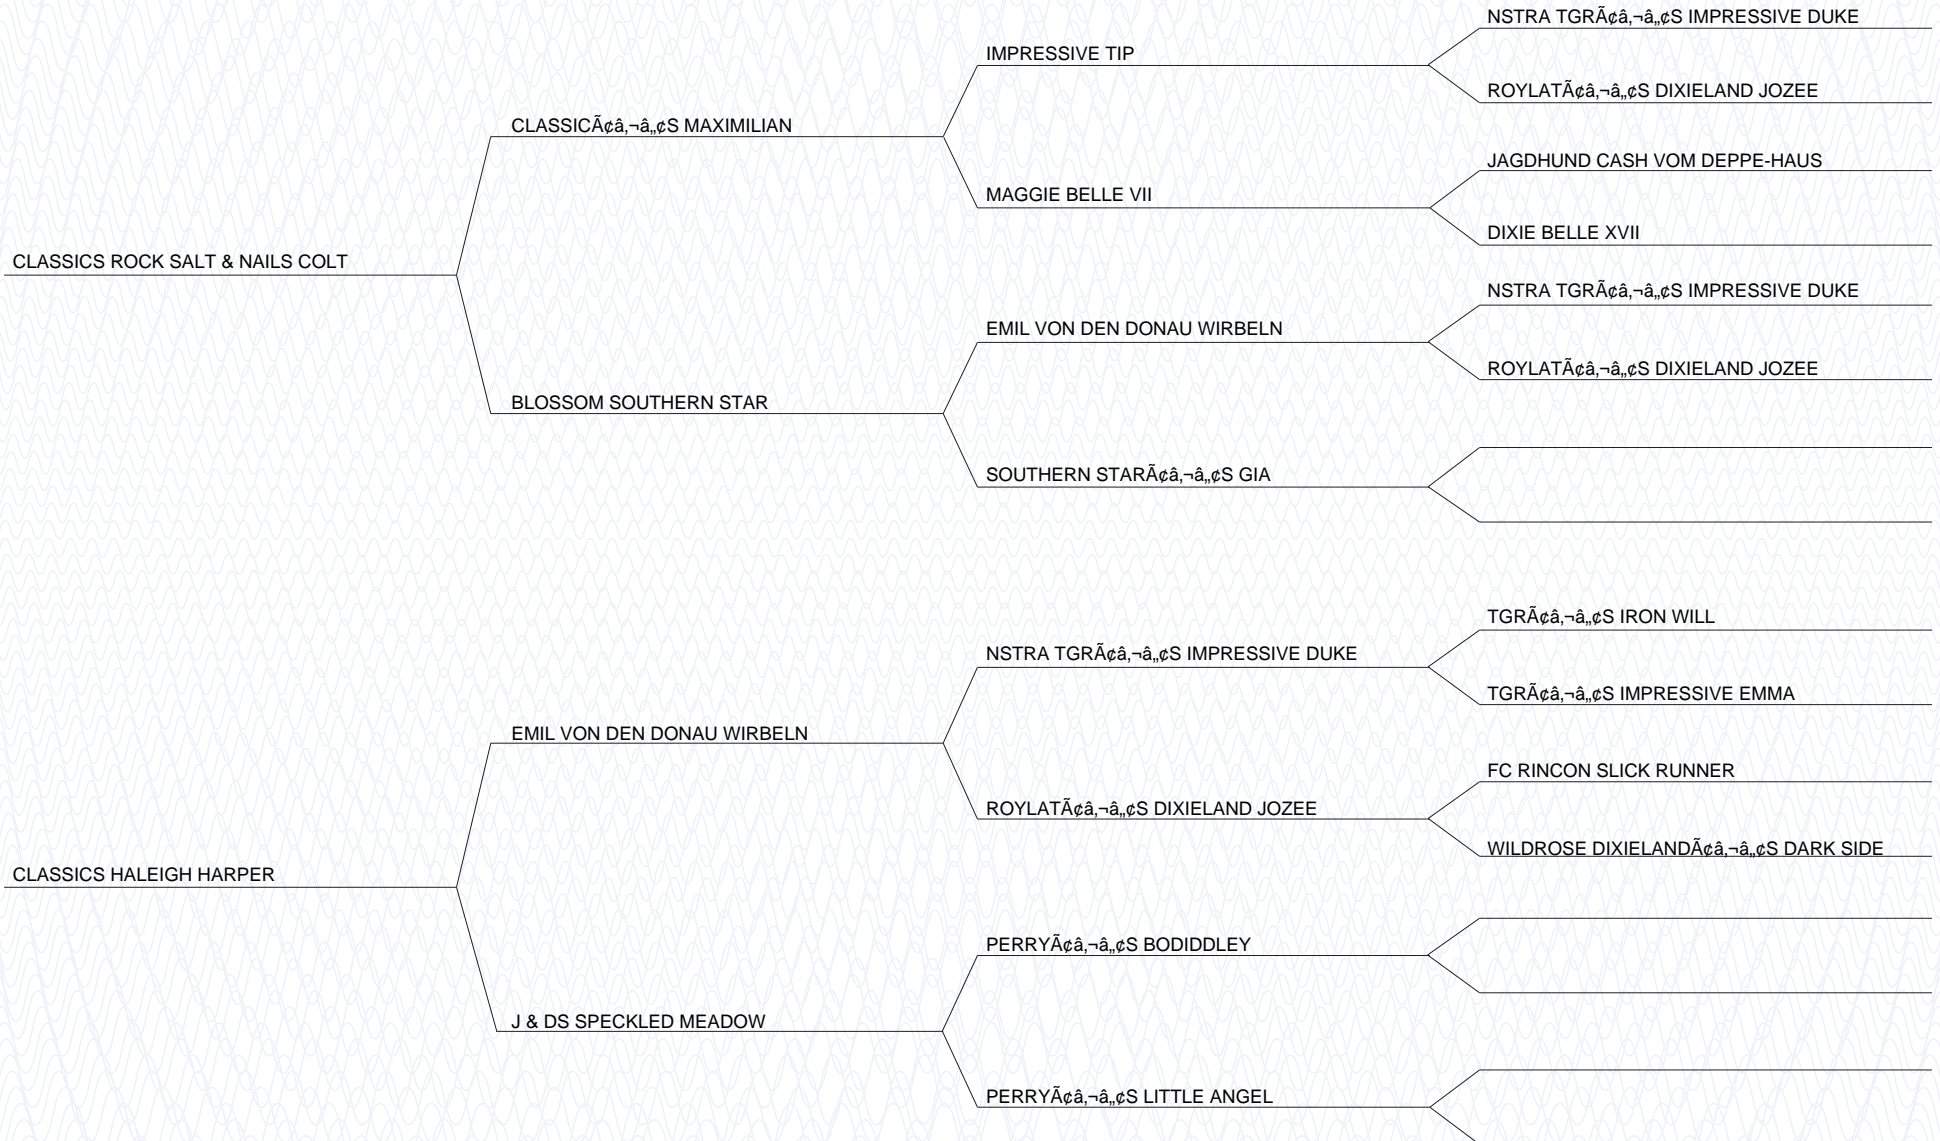 NSTRA TGRÃ¢â‚¬â„¢S IMPRESSIVE DUKE
IMPRESSIVE TIP
ROYLATÃ¢â‚¬â„¢S DIXIELAND JOZEE
CLASSICÃ¢â‚¬â„¢S MAXIMILIAN
JAGDHUND CASH VOM DEPPE-HAUS
MAGGIE BELLE VII
DIXIE BELLE XVII
CLASSICS ROCK SALT & NAILS COLT
NSTRA TGRÃ¢â‚¬â„¢S IMPRESSIVE DUKE
EMIL VON DEN DONAU WIRBELN
ROYLATÃ¢â‚¬â„¢S DIXIELAND JOZEE
BLOSSOM SOUTHERN STAR
SOUTHERN STARÃ¢â‚¬â„¢S GIA
TGRÃ¢â‚¬â„¢S IRON WILL
NSTRA TGRÃ¢â‚¬â„¢S IMPRESSIVE DUKE
TGRÃ¢â‚¬â„¢S IMPRESSIVE EMMA
EMIL VON DEN DONAU WIRBELN
FC RINCON SLICK RUNNER
ROYLATÃ¢â‚¬â„¢S DIXIELAND JOZEE
WILDROSE DIXIELANDÃ¢â‚¬â„¢S DARK SIDE
CLASSICS HALEIGH HARPER
PERRYÃ¢â‚¬â„¢S BODIDDLEY
J & DS SPECKLED MEADOW
PERRYÃ¢â‚¬â„¢S LITTLE ANGEL